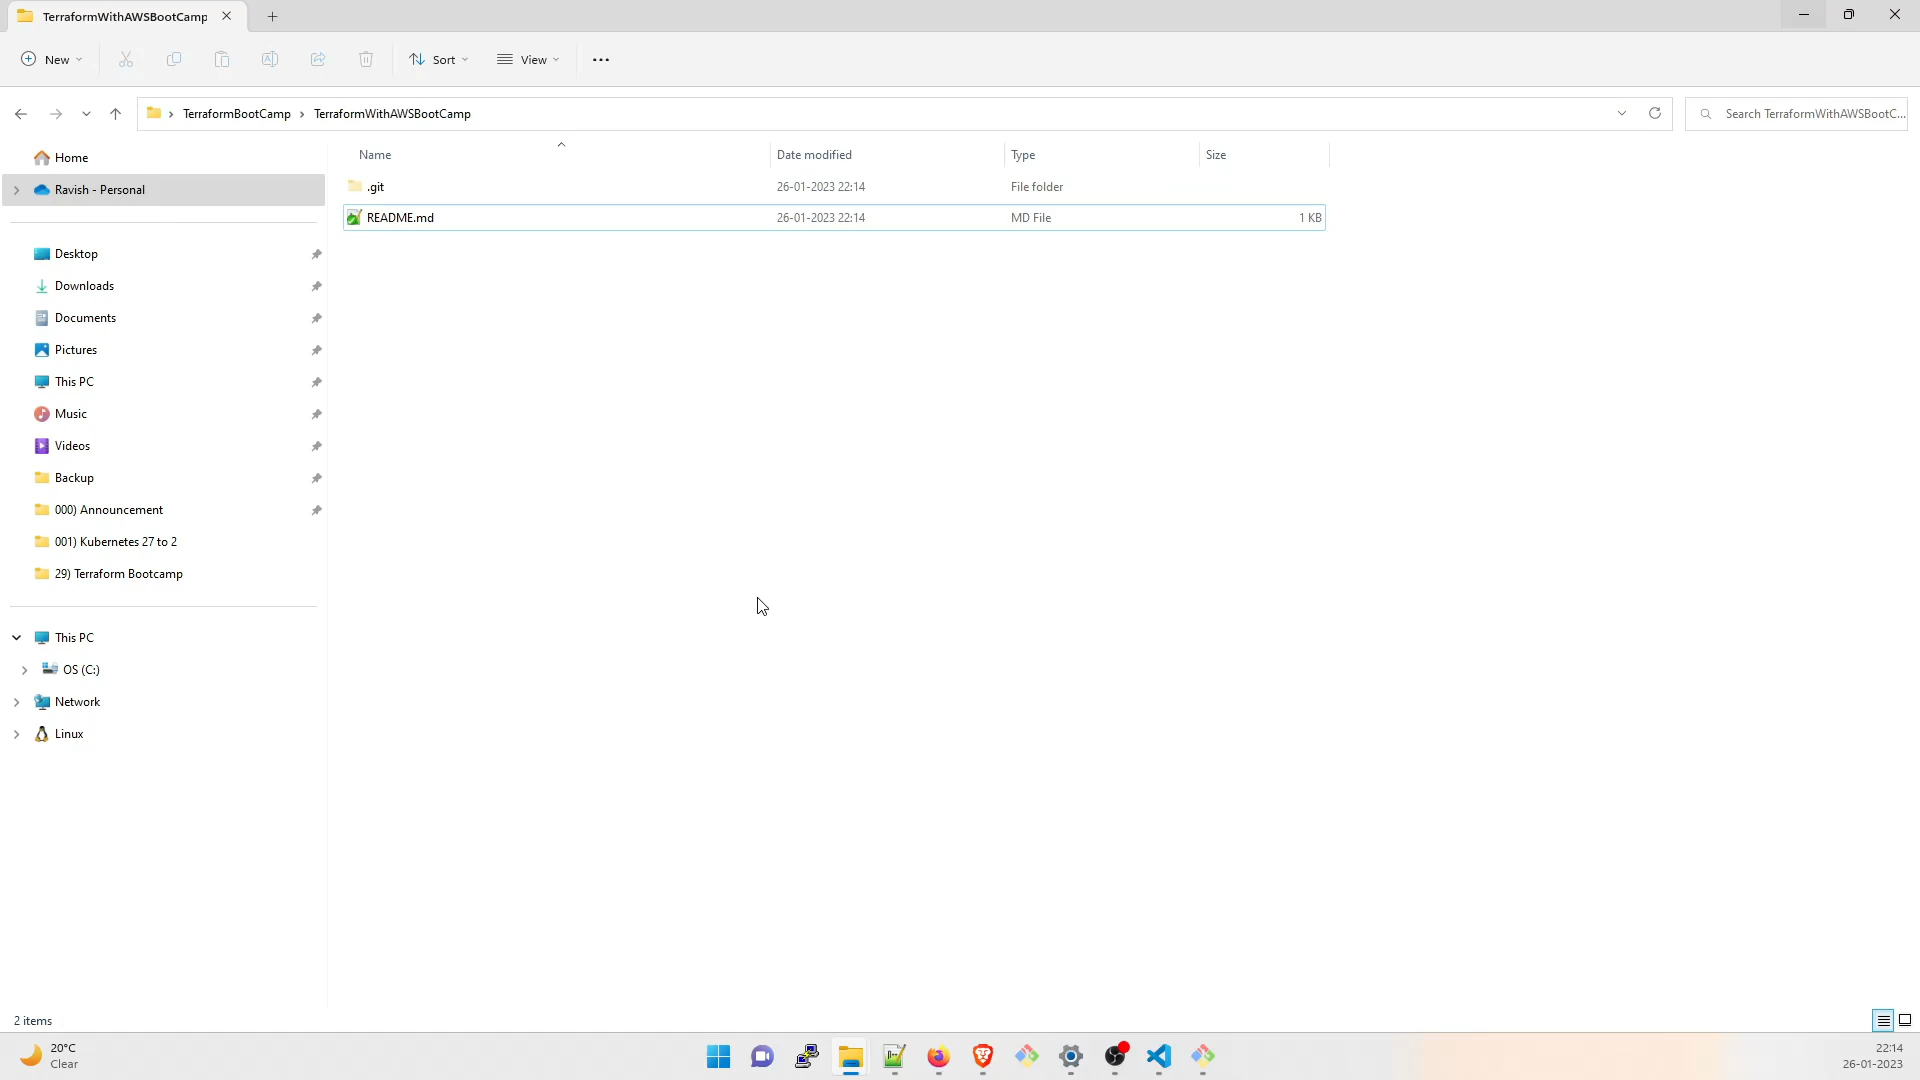 TerraformWithAWSBootCamp
New
Sort
View
TerraformBootCamp
TerraformWithAWSBootCamp
Search TerraformWithAWSBootC...
Name
Date modified
Type
Size
.git
26-01-2023 22:14
File folder
README.md
26-01-2023 22:14
MD File
1 KB
Home
Ravish - Personal
Desktop
Downloads
Documents
Pictures
This PC
Music
Videos
Backup
000) Announcement
001) Kubernetes 27 to 2
29) Terraform Bootcamp
This PC
OS (C:)
Network
Linux
2 items
20°C
Clear
22:14
26-01-2023